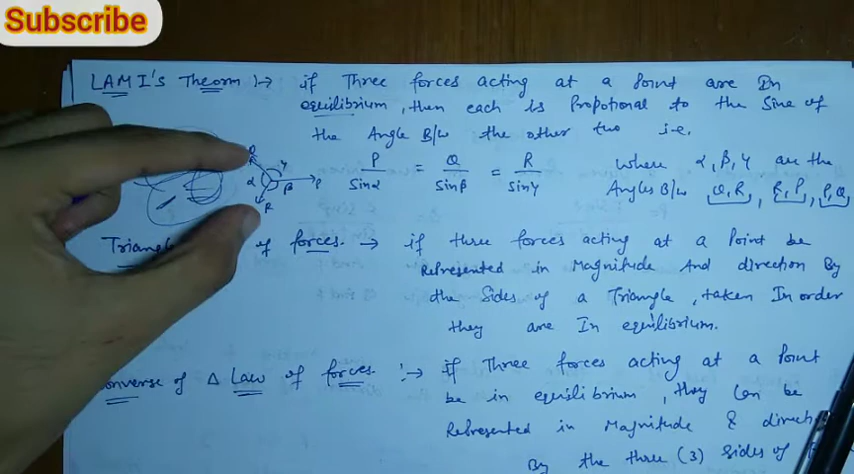 Subscribe
LAMI's Theorm :→ if Three forces acting at a Point are In
equilibrium, then each is Propotional to the Sine of
the Angle B/w the other two i.e.
P/Sinα = Q/Sinβ = R/Sinγ
where α, β, γ are the
Angles B/w Q,R, R,P, P,Q
Q γ α β P R
Triangle of forces. → if three forces acting at a Point be
Represented in Magnitude And direction By
the Sides of a Triangle, taken In order
they are In equilibrium.
onverse of Δ Law of forces :→ if Three forces acting at a Point
be in equilibrium, they Can be
Represented in Magnitude & direct
By the three (3) sides of